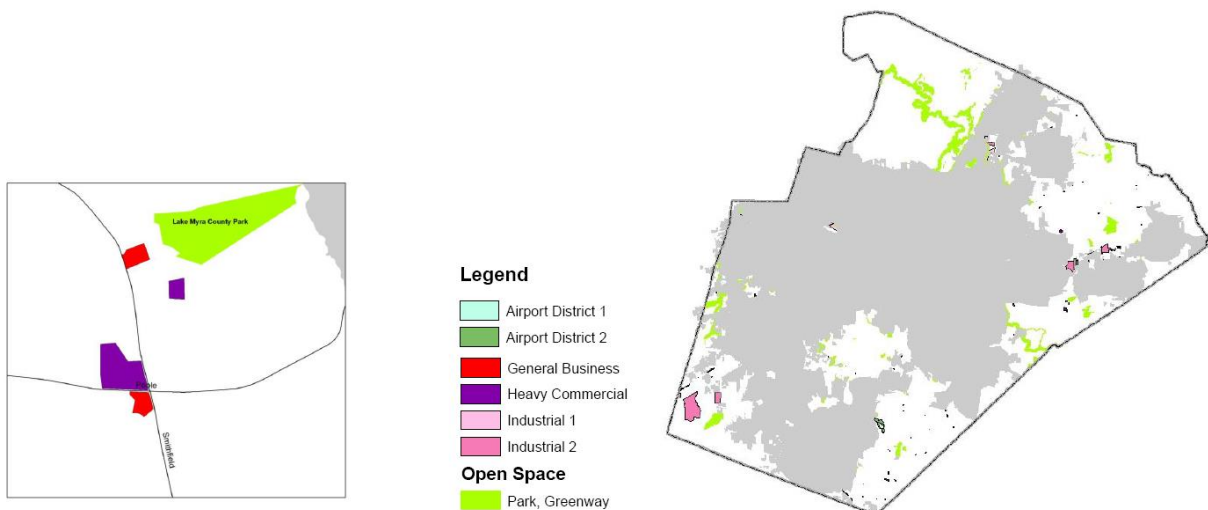 Lake Myra County Park
Poole
Smithfield
Legend
Airport District 1
Airport District 2
General Business
Heavy Commercial
Industrial 1
Industrial 2
Open Space
Park, Greenway